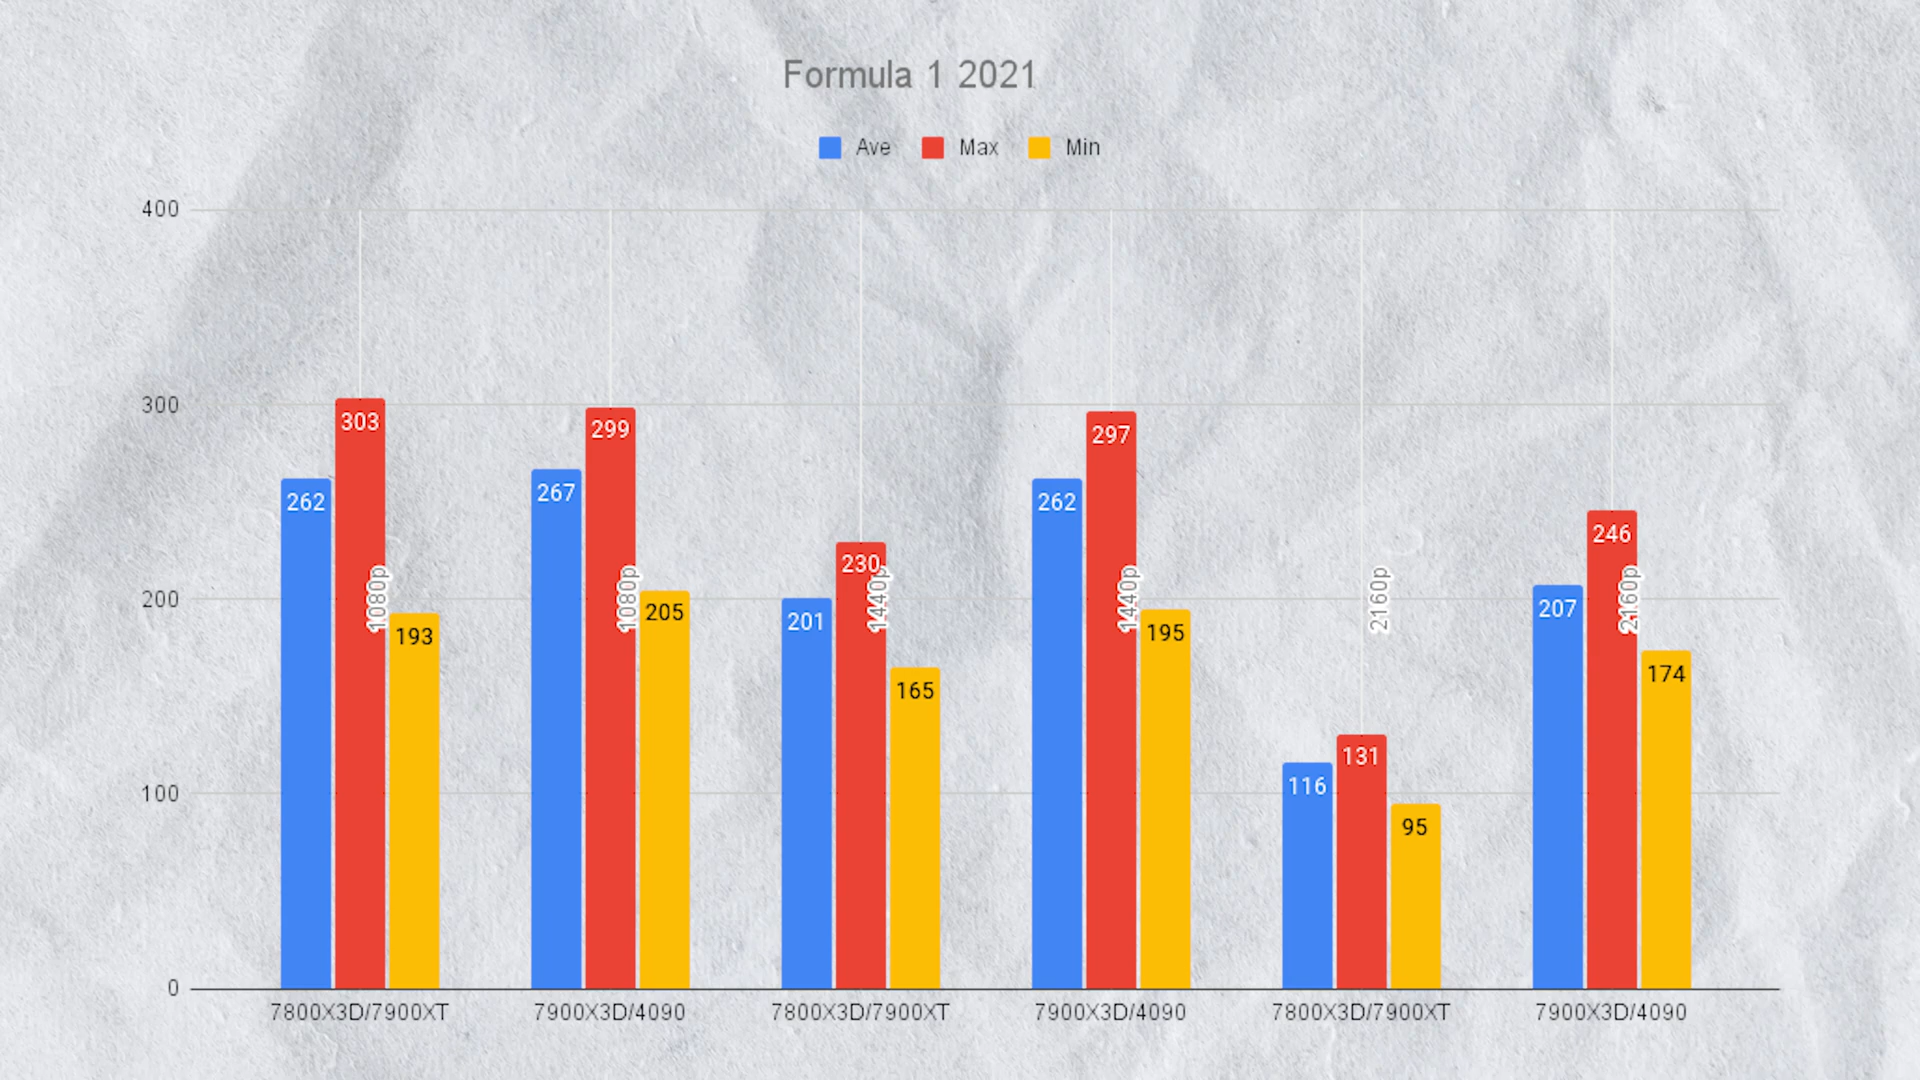 Formula 1 2021
Ave Max Min
400
300
200
100
0
262 303 193
1080p
267 299 205
1080p
201 230 165
1440p
262 297 195
1440p
116 131 95
2160p
207 246 174
2160p
7800X3D/7900XT 7900X3D/4090 7800X3D/7900XT 7900X3D/4090 7800X3D/7900XT 7900X3D/4090